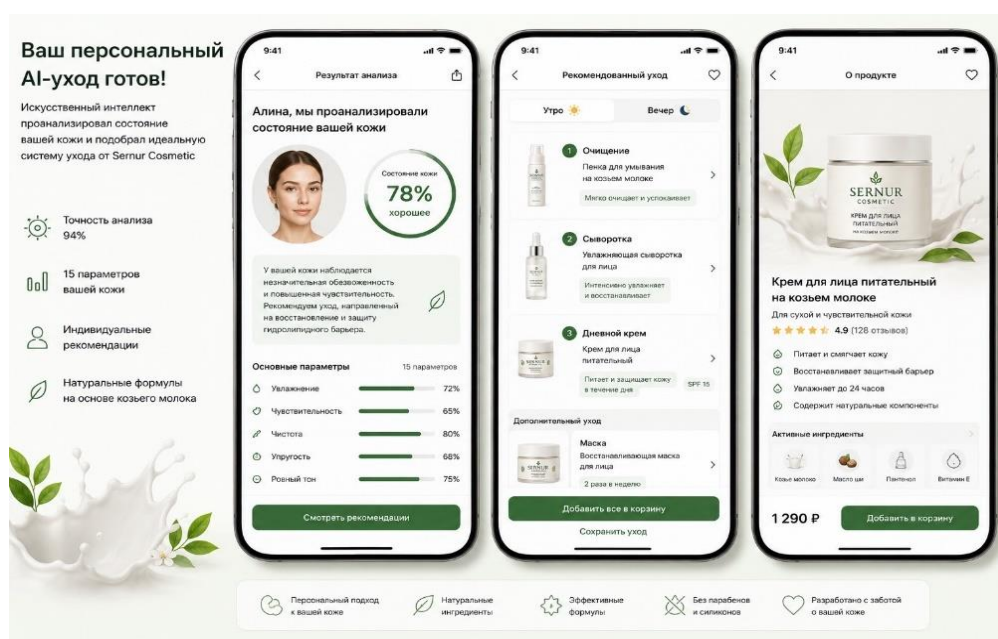 Ваш персональный
AI-уход готов!
Искусственный интеллект
проанализировал состояние
вашей кожи и подобрал идеальную
систему ухода от Sernur Cosmetic
Точность анализа
94%
15 параметров
вашей кожи
Индивидуальные
рекомендации
Натуральные формулы
на основе козьего молока
9:41
Результат анализа
Алина, мы проанализировали
состояние вашей кожи
Состояние кожи
78%
хорошее
У вашей кожи наблюдается
незначительная обезвоженность
и повышенная чувствительность.
Рекомендуем уход, направленный
на восстановление и защиту
гидролипидного барьера.
Основные параметры 15 параметров
Увлажнение 72%
Чувствительность 65%
Чистота 80%
Упругость 68%
Ровный тон 75%
Смотреть рекомендации
9:41
Рекомендованный уход
Утро Вечер
SERNUR
1 Очищение
Пенка для умывания
на козьем молоке
Мягко очищает и успокаивает
2 Сыворотка
Увлажняющая сыворотка
для лица
Интенсивно увлажняет
и восстанавливает
3 Дневной крем
Крем для лица
питательный
Питает и защищает кожу
в течение дня
SPF 15
Дополнительный уход
SERNUR
Маска
Восстанавливающая маска
для лица
2 раза в неделю
Добавить все в корзину
Сохранить уход
9:41
О продукте
SERNUR
COSMETIC
КРЕМ ДЛЯ ЛИЦА
ПИТАТЕЛЬНЫЙ
НА КОЗЬЕМ МОЛОКЕ
Крем для лица питательный
на козьем молоке
Для сухой и чувствительной кожи
4.9 (128 отзывов)
Питает и смягчает кожу
Восстанавливает защитный барьер
Увлажняет до 24 часов
Содержит натуральные компоненты
Активные ингредиенты
Козье молоко Масло ши Пантенол Витамин Е
1 290 ₽ Добавить в корзину
Персональный подход
к вашей коже
Натуральные
ингредиенты
Эффективные
формулы
Без парабенов
и силиконов
Разработано с заботой
о вашей коже